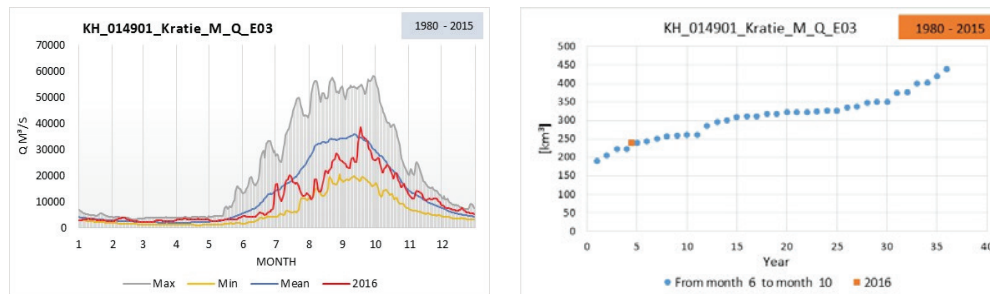 KH_014901_Kratie_M_Q_E03
1980 - 2015
70000
60000
50000
40000
30000
20000
10000
0
Q M³/S
1 2 3 4 5 6 7 8 9 10 11 12
MONTH
Max Min Mean 2016
KH_014901_Kratie_M_Q_E03
1980 - 2015
500
450
400
350
300
250
200
150
100
50
0
[km³]
0 5 10 15 20 25 30 35 40
Year
From month 6 to month 10 2016